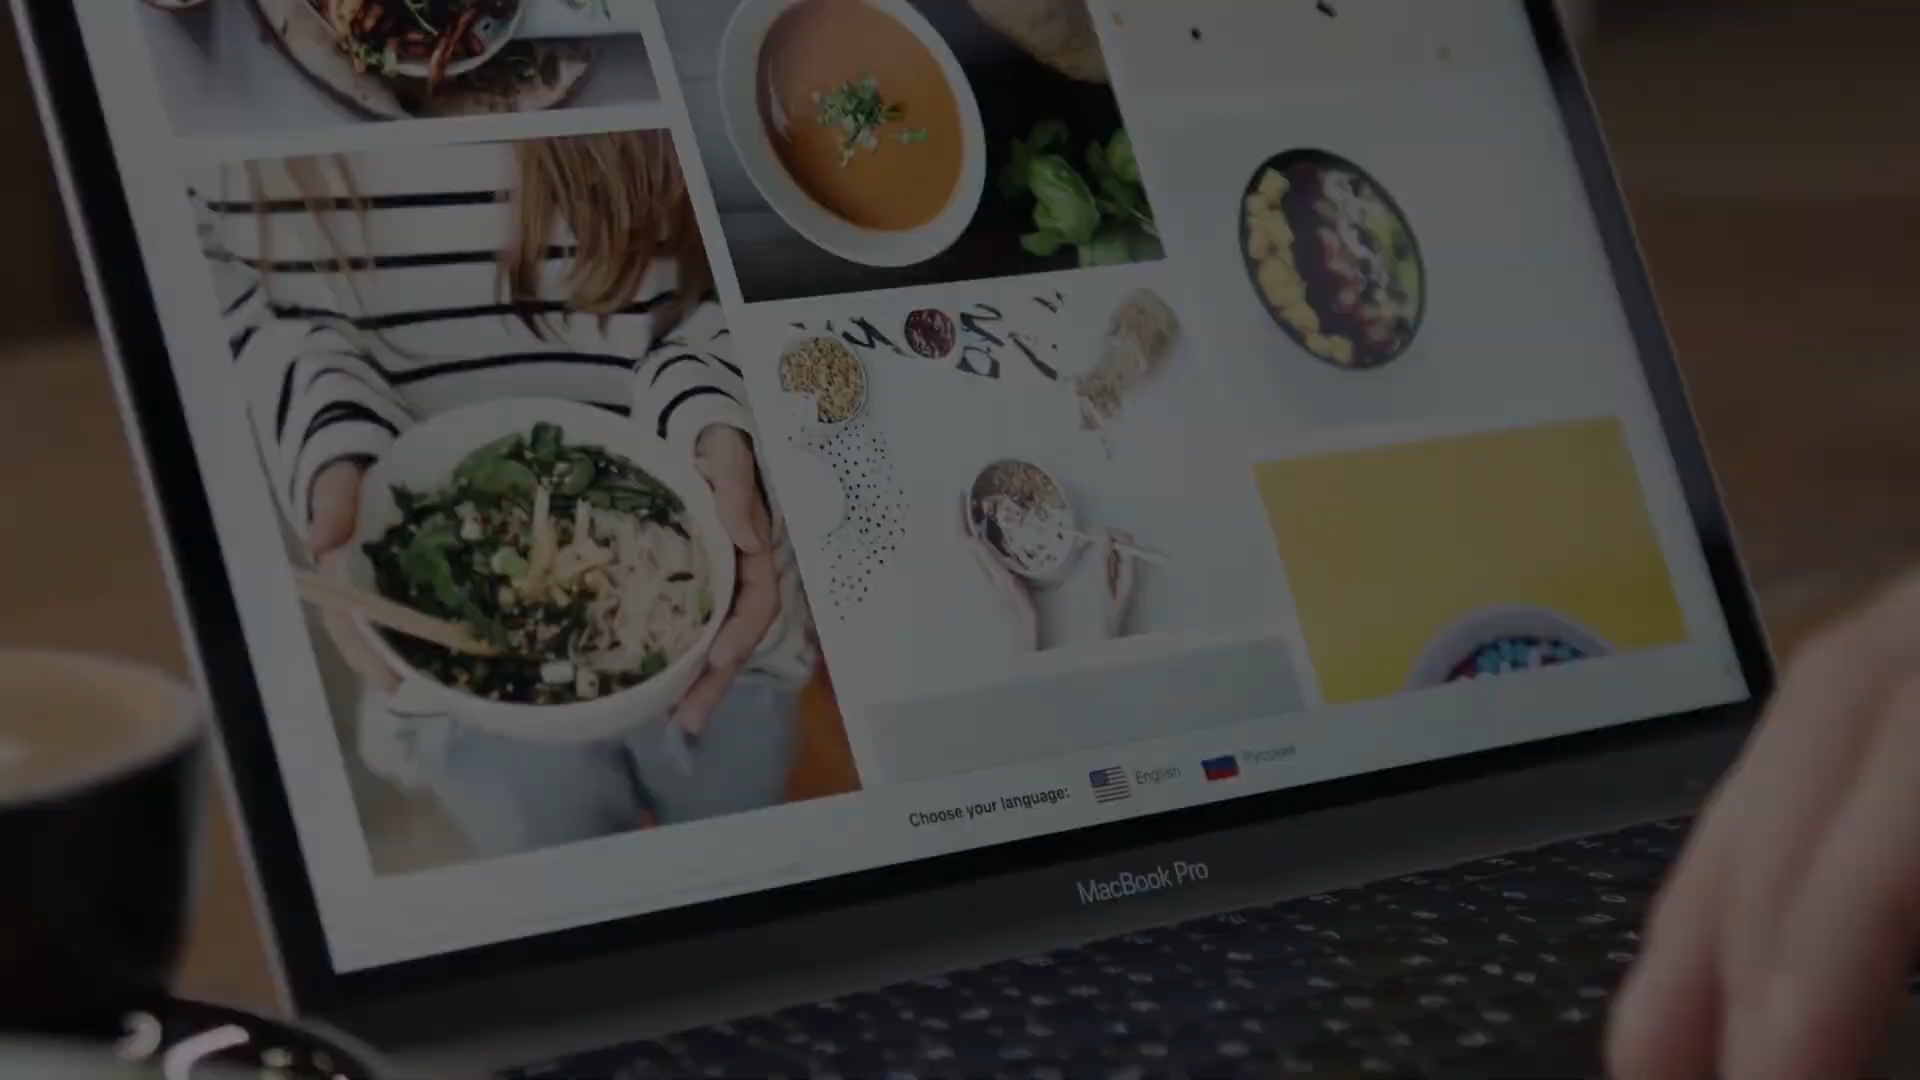 Choose your language: English Русский
MacBook Pro